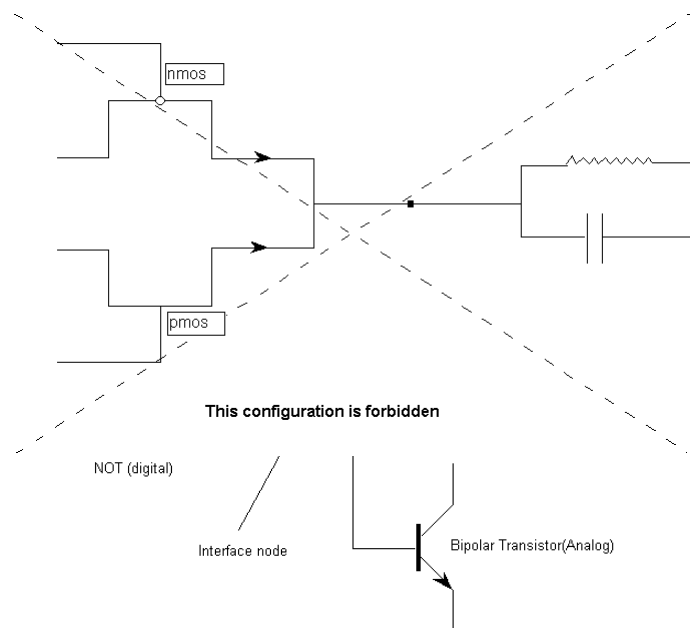 nmos
pmos
This configuration is forbidden
NOT (digital)
Interface node
Bipolar Transistor(Analog)